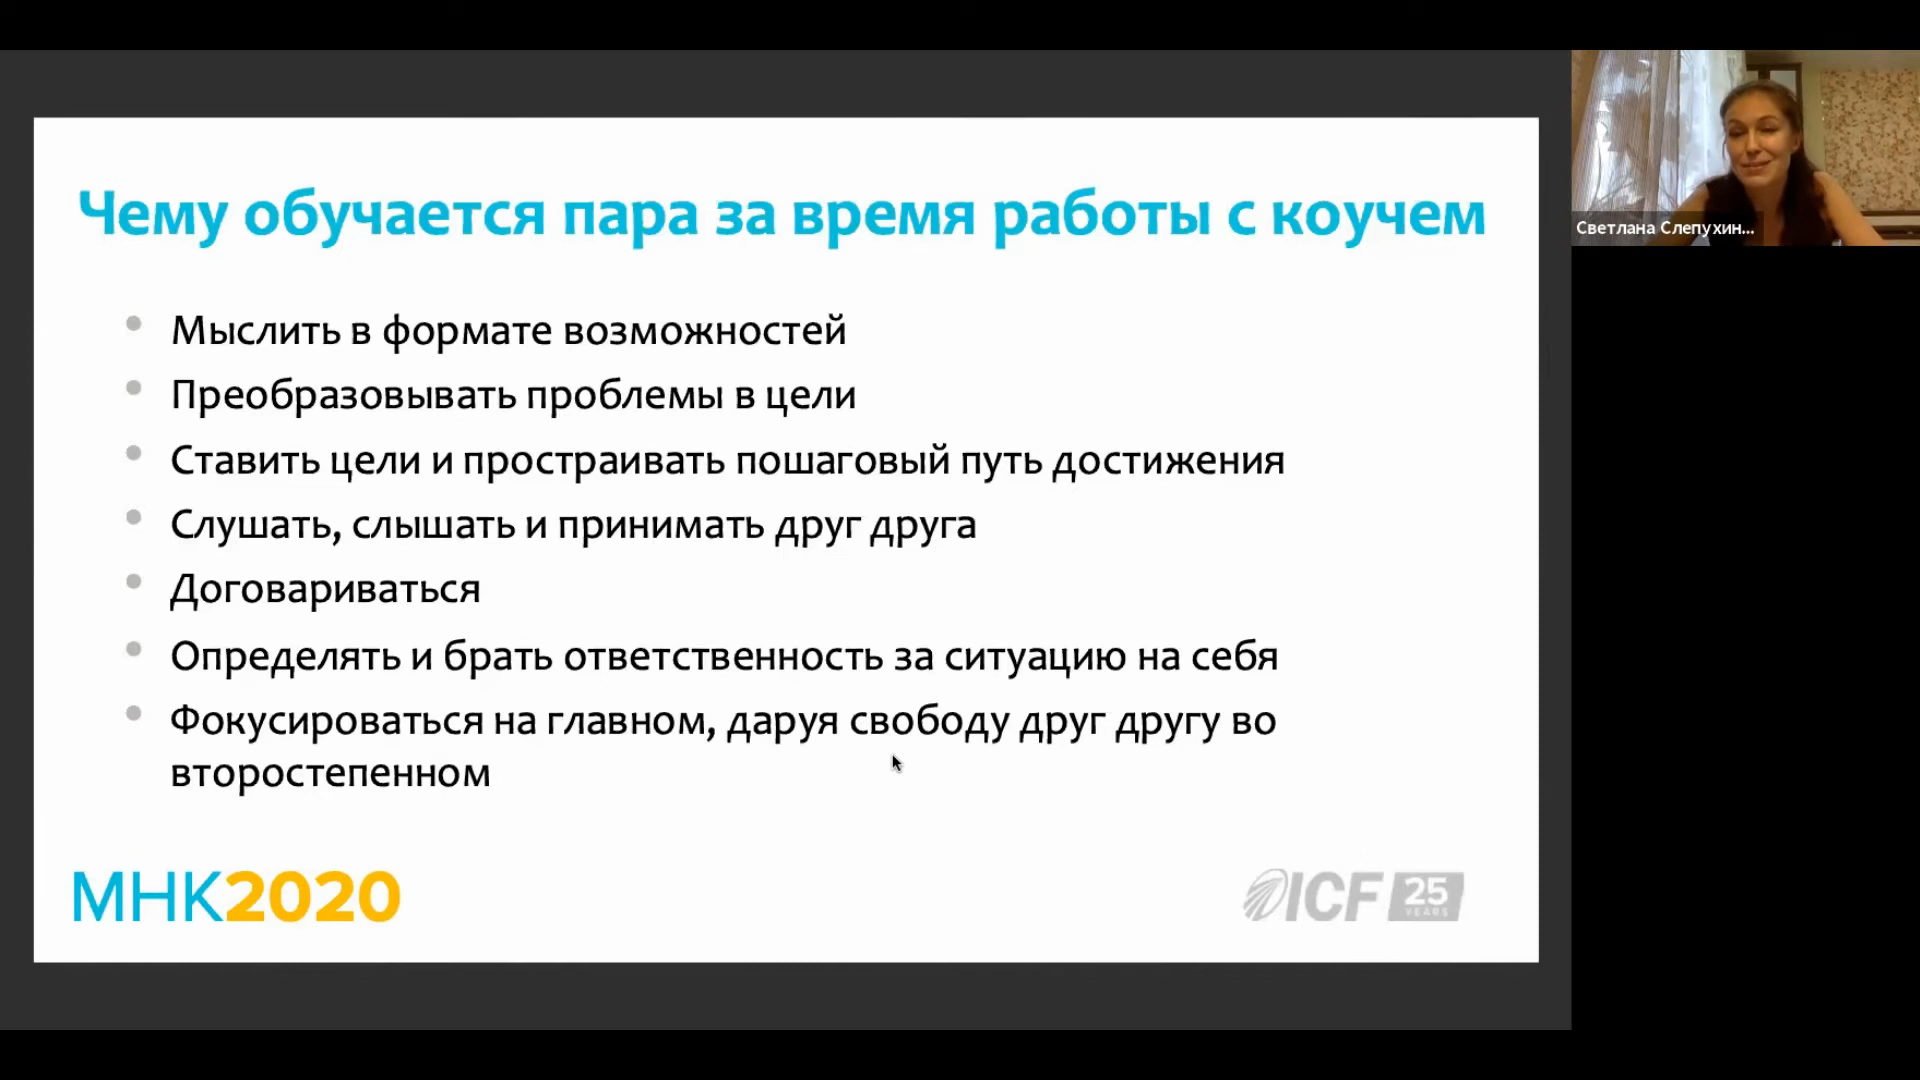 Чему обучается пара за время работы с коучем
Светлана Слепухин...
• Мыслить в формате возможностей
• Преобразовывать проблемы в цели
• Ставить цели и простраивать пошаговый путь достижения
• Слушать, слышать и принимать друг друга
• Договариваться
• Определять и брать ответственность за ситуацию на себя
• Фокусироваться на главном, даруя свободу друг другу во
второстепенном
МНК2020
ICF 25
YEARS